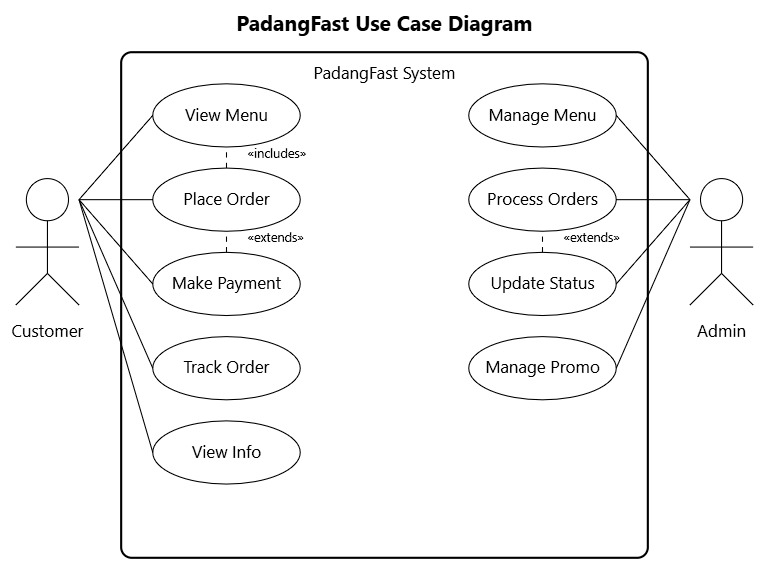 PadangFast Use Case Diagram
PadangFast System
View Menu
«includes»
Place Order
«extends»
Make Payment
Track Order
View Info
Manage Menu
Process Orders
«extends»
Update Status
Manage Promo
Customer
Admin